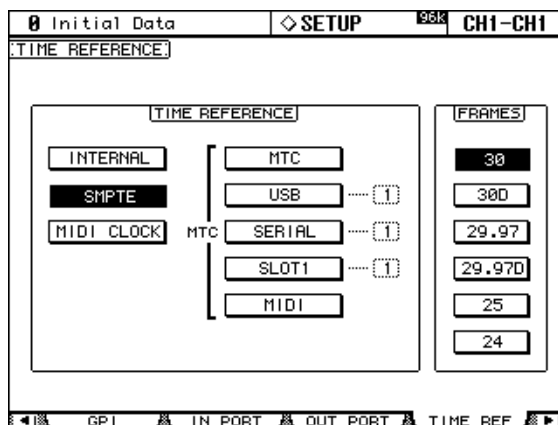 0 Initial Data ◇SETUP 96K CH1-CH1
TIME REFERENCE
TIME REFERENCE
INTERNAL
SMPTE
MIDI CLOCK
MTC
MTC
USB 1
SERIAL 1
SLOT1 1
MIDI
FRAMES
30
30D
29.97
29.97D
25
24
GPI IN PORT OUT PORT TIME REF